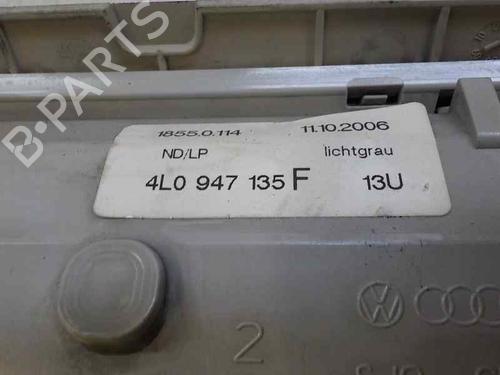 1855.0.114 11.10.2006
ND/LP lichtgrau
4L0 947 135 F 13U
2
B-PARTS